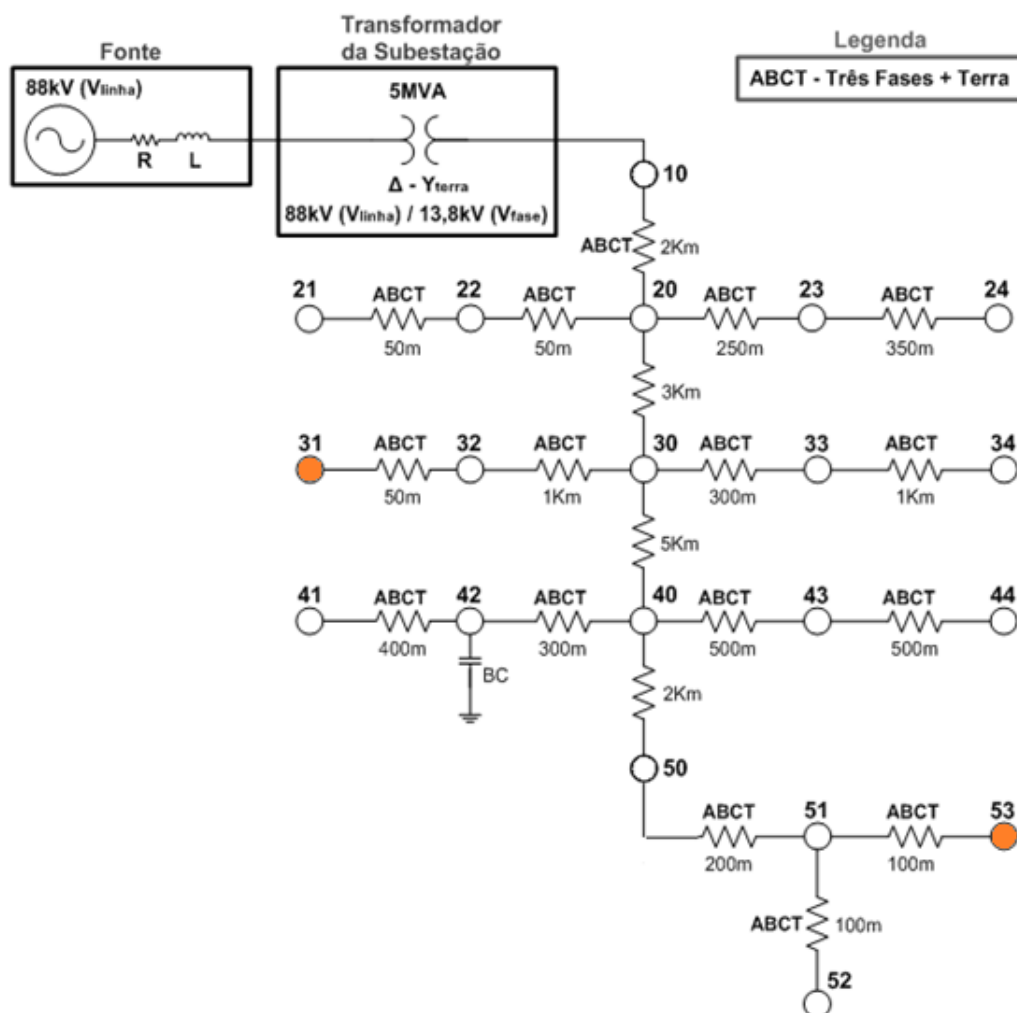 Fonte
Transformador
da Subestação
Legenda
ABCT - Três Fases + Terra
88kV (Vlinha)
R
L
5MVA
Δ - Yterra
88kV (Vlinha) / 13,8kV (Vfase)
10
ABCT
2Km
21
ABCT
22
ABCT
20
ABCT
23
ABCT
24
50m
50m
250m
350m
3Km
31
ABCT
32
ABCT
30
ABCT
33
ABCT
34
50m
1Km
300m
1Km
5Km
41
ABCT
42
ABCT
40
ABCT
43
ABCT
44
400m
300m
500m
500m
BC
2Km
50
ABCT
51
ABCT
53
200m
100m
ABCT
100m
52